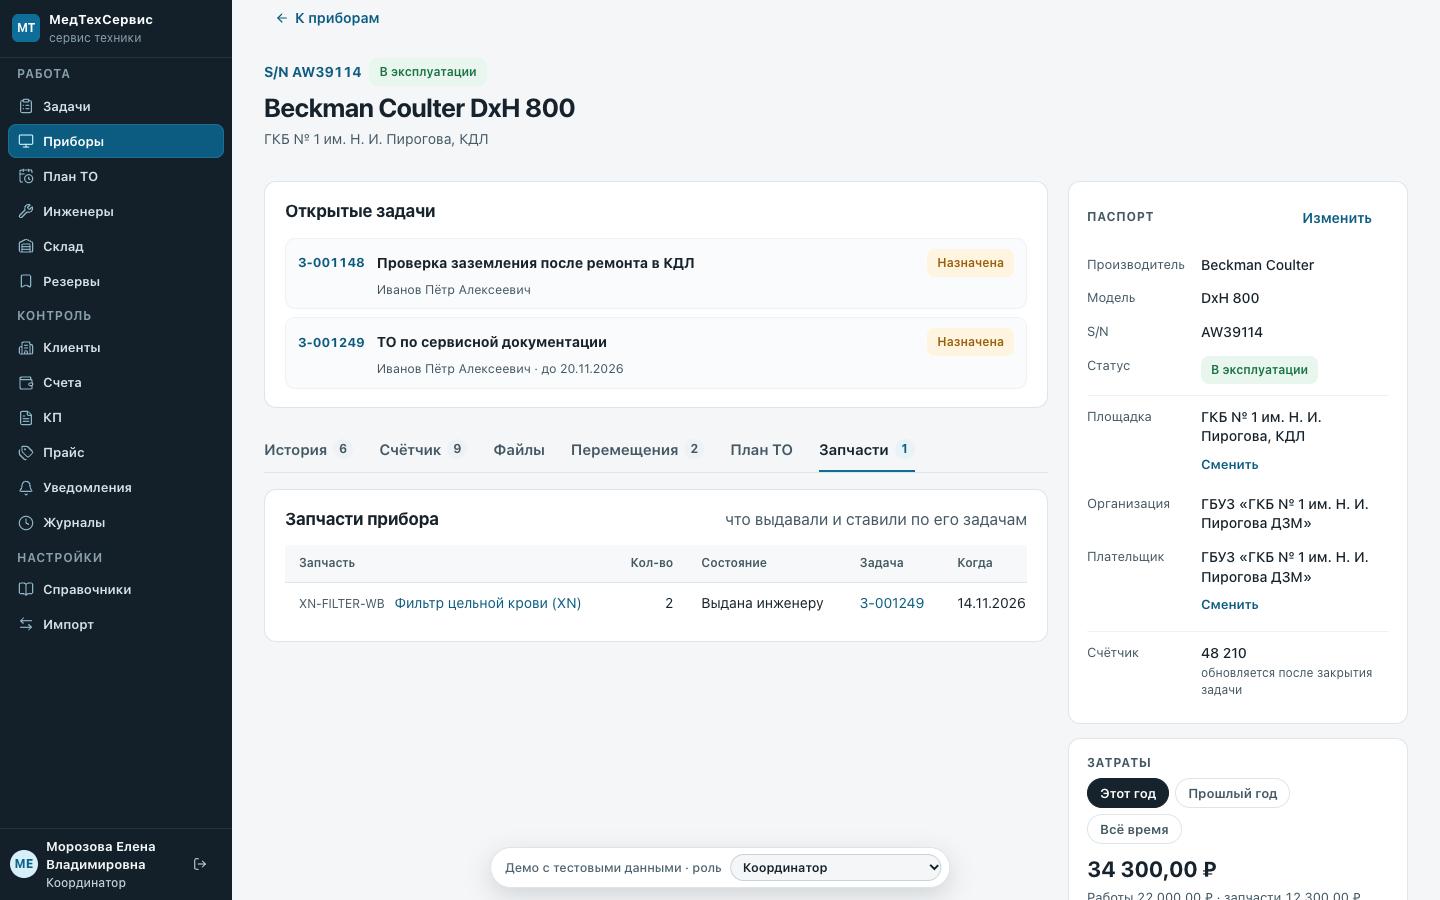 МТ
МедТехСервис
сервис техники
РАБОТА
Задачи
Приборы
План ТО
Инженеры
Склад
Резервы
КОНТРОЛЬ
Клиенты
Счета
КП
Прайс
Уведомления
Журналы
НАСТРОЙКИ
Справочники
Импорт
МЕ
Морозова Елена
Владимировна
Координатор
← К приборам
S/N AW39114 В эксплуатации
Beckman Coulter DxH 800
ГКБ № 1 им. Н. И. Пирогова, КДЛ
Открытые задачи
З-001148 Проверка заземления после ремонта в КДЛ Назначена
Иванов Пётр Алексеевич
З-001249 ТО по сервисной документации Назначена
Иванов Пётр Алексеевич · до 20.11.2026
История 6 Счётчик 9 Файлы Перемещения 2 План ТО Запчасти 1
Запчасти прибора что выдавали и ставили по его задачам
Запчасть Кол-во Состояние Задача Когда
XN-FILTER-WB Фильтр цельной крови (XN) 2 Выдана инженеру З-001249 14.11.2026
ПАСПОРТ Изменить
Производитель Beckman Coulter
Модель DxH 800
S/N AW39114
Статус В эксплуатации
Площадка ГКБ № 1 им. Н. И.
Пирогова, КДЛ
Сменить
Организация ГБУЗ «ГКБ № 1 им. Н. И.
Пирогова ДЗМ»
Плательщик ГБУЗ «ГКБ № 1 им. Н. И.
Пирогова ДЗМ»
Сменить
Счётчик 48 210
обновляется после закрытия
задачи
ЗАТРАТЫ
Этот год Прошлый год
Всё время
34 300,00 ₽
Работы 22 000,00 ₽ · запчасти 12 300,00 ₽
Демо с тестовыми данными · роль Координатор